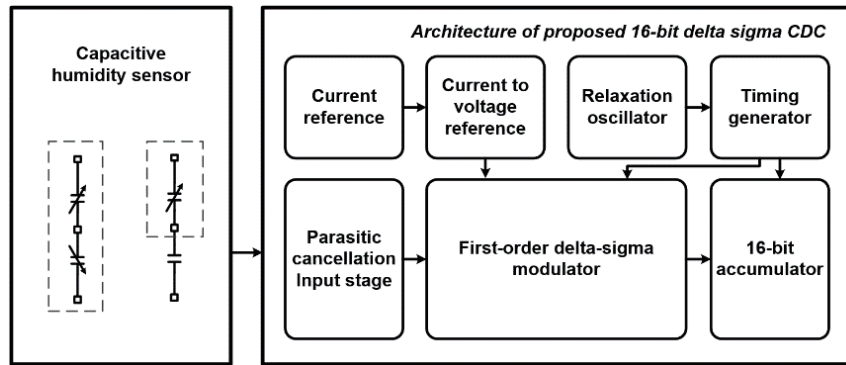 Capacitive
humidity sensor
Architecture of proposed 16-bit delta sigma CDC
Current
reference
Current to
voltage
reference
Relaxation
oscillator
Timing
generator
Parasitic
cancellation
Input stage
First-order delta-sigma
modulator
16-bit
accumulator